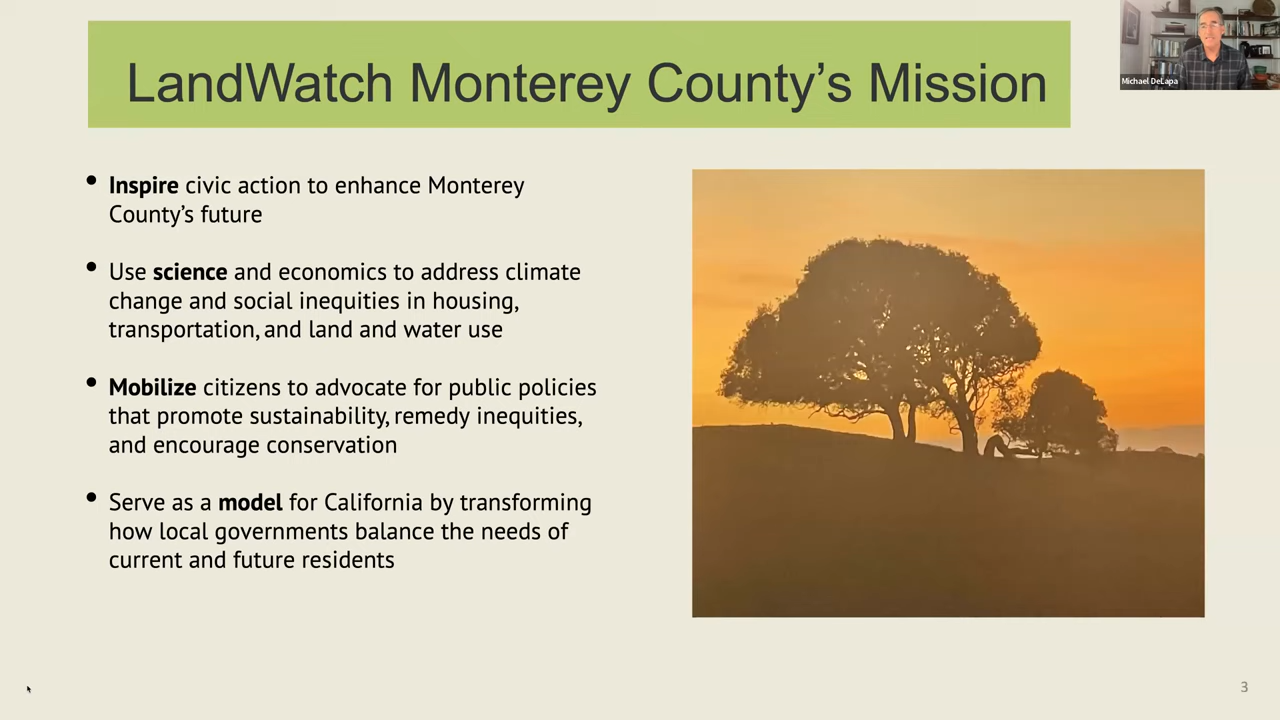 LandWatch Monterey County’s Mission
Michael DeLapa
• Inspire civic action to enhance Monterey
County’s future
• Use science and economics to address climate
change and social inequities in housing,
transportation, and land and water use
• Mobilize citizens to advocate for public policies
that promote sustainability, remedy inequities,
and encourage conservation
• Serve as a model for California by transforming
how local governments balance the needs of
current and future residents
3